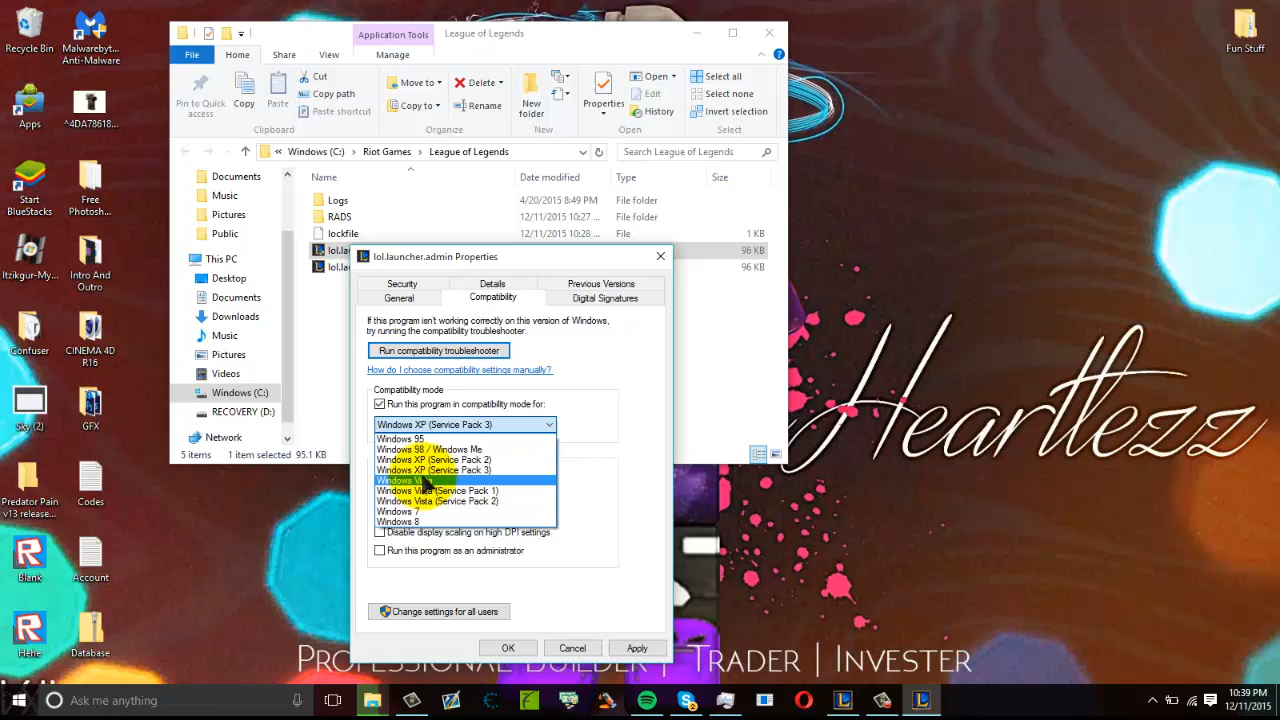 Recycle Bin
Malwarebyt... Anti-Malware
Apps
^4DA78618...
Start BlueStacks
Free Photosh...
Itzikgur-My...
Intro And Outro
Confuser
CINEMA 4D R16
Sky (2)
GFX
Predator Pain v13 release...
Codes
Blank
Account
Hehe
Database
Fun Stuff
Application Tools
League of Legends
File
Home
Share
View
Manage
Pin to Quick access
Copy
Paste
Cut
Copy path
Paste shortcut
Clipboard
Move to
Copy to
Delete
Rename
Organize
New folder
New
Properties
Open
Edit
History
Open
Select all
Select none
Invert selection
Select
« Windows (C:) › Riot Games › League of Legends
Search League of Legends
Documents
Music
Pictures
Public
This PC
Desktop
Documents
Downloads
Music
Pictures
Videos
Windows (C:)
RECOVERY (D:)
Network
Name
Date modified
Type
Size
Logs 4/20/2015 8:49 PM File folder
RADS 12/11/2015 10:27 ... File folder
lockfile 12/11/2015 10:28 ... File 1 KB
lol.la 96 KB
lol.la 96 KB
5 items 1 item selected 95.1 KB
lol.launcher.admin Properties
Security
Details
Previous Versions
General
Compatibility
Digital Signatures
If this program isn't working correctly on this version of Windows,
try running the compatibility troubleshooter.
Run compatibility troubleshooter
How do I choose compatibility settings manually?
Compatibility mode
Run this program in compatibility mode for:
Windows XP (Service Pack 3)
Windows 95
Windows 98 / Windows Me
Windows XP (Service Pack 2)
Windows XP (Service Pack 3)
Windows Vista
Windows Vista (Service Pack 1)
Windows Vista (Service Pack 2)
Windows 7
Windows 8
Disable display scaling on high DPI settings
Run this program as an administrator
Change settings for all users
OK
Cancel
Apply
Heartlezz
Professional Builder | Trader | Invester
Ask me anything
10:39 PM
12/11/2015